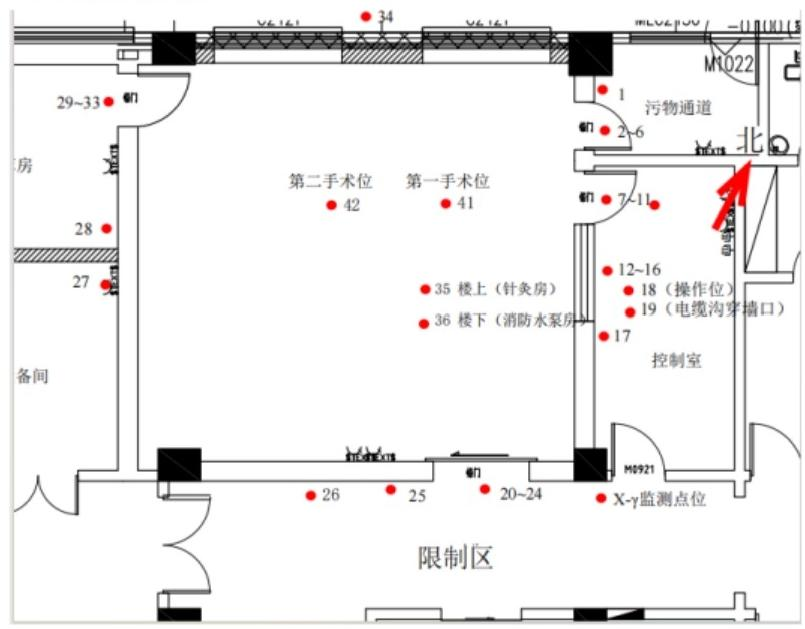 34
C2121
C2121
M1022
1
污物通道
29~33
2~6
北
第二手术位
第一手术位
42
41
7~11
28
27
12~16
18（操作位）
19（电缆沟穿墙口）
35 楼上（针灸房）
36 楼下（消防水泵房）
17
控制室
备间
房
M0921
26
25
20~24
X-γ监测点位
限制区